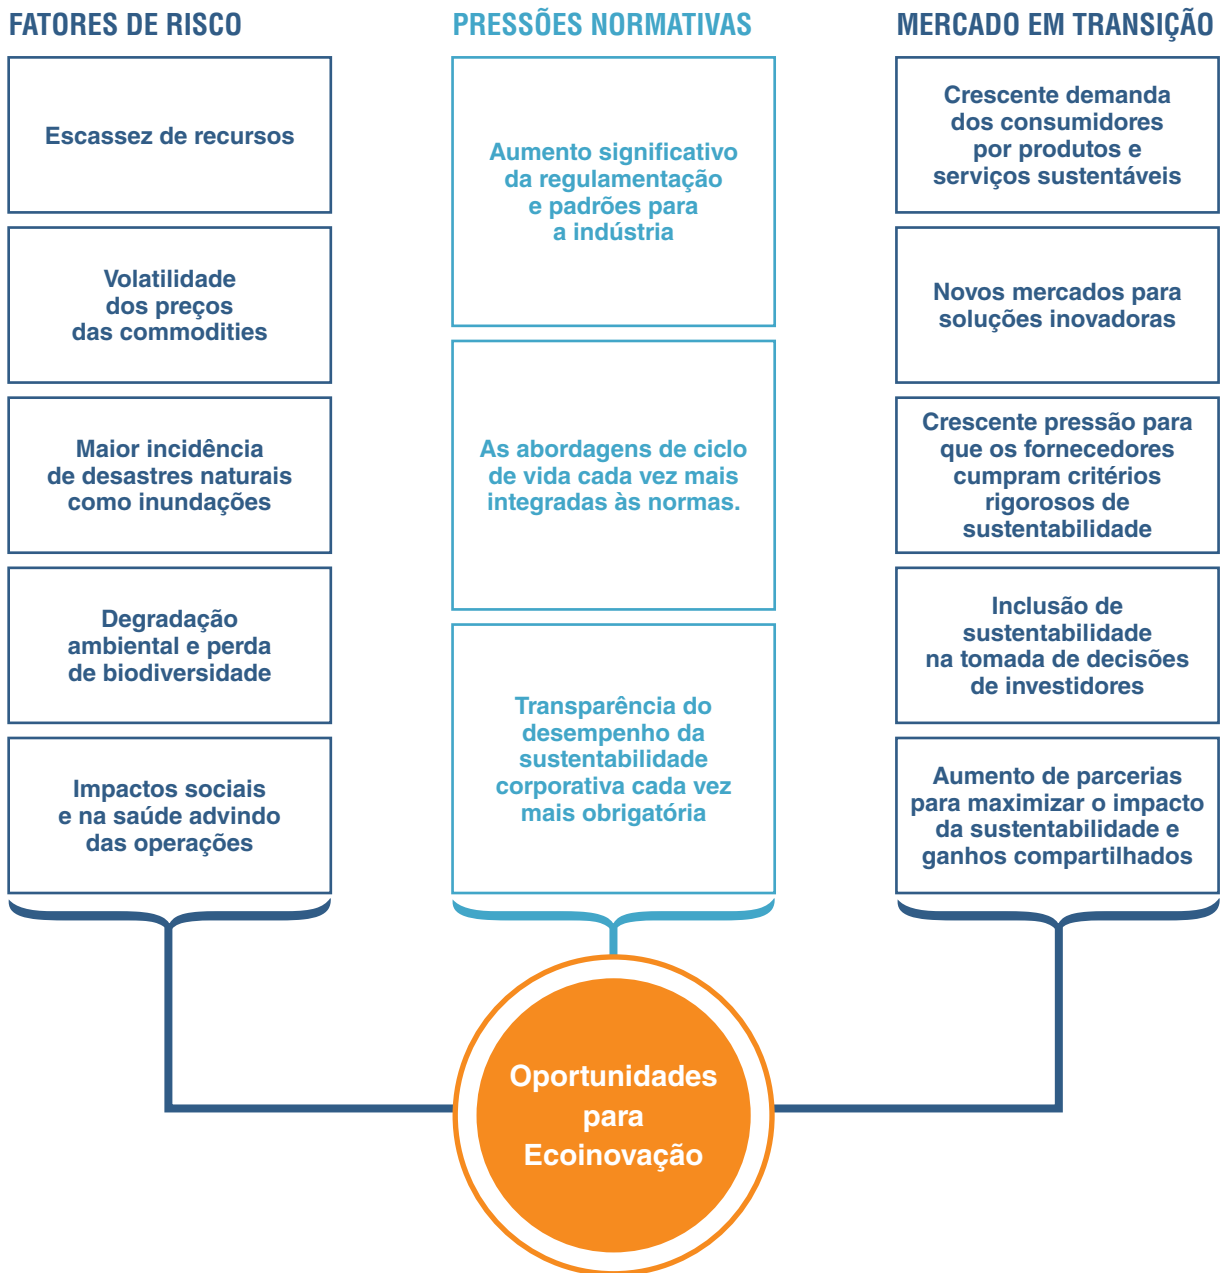 FATORES DE RISCO
Escassez de recursos
Volatilidade
dos preços
das commodities
Maior incidência
de desastres naturais
como inundações
Degradação
ambiental e perda
de biodiversidade
Impactos sociais
e na saúde advindo
das operações
PRESSÕES NORMATIVAS
Aumento significativo
da regulamentação
e padrões para
a indústria
As abordagens de ciclo
de vida cada vez mais
integradas às normas.
Transparência do
desempenho da
sustentabilidade
corporativa cada vez
mais obrigatória
MERCADO EM TRANSIÇÃO
Crescente demanda
dos consumidores
por produtos e
serviços sustentáveis
Novos mercados para
soluções inovadoras
Crescente pressão para
que os fornecedores
cumpram critérios
rigorosos de
sustentabilidade
Inclusão de
sustentabilidade
na tomada de decisões
de investidores
Aumento de parcerias
para maximizar o impacto
da sustentabilidade e
ganhos compartilhados
Oportunidades
para
Ecoinovação